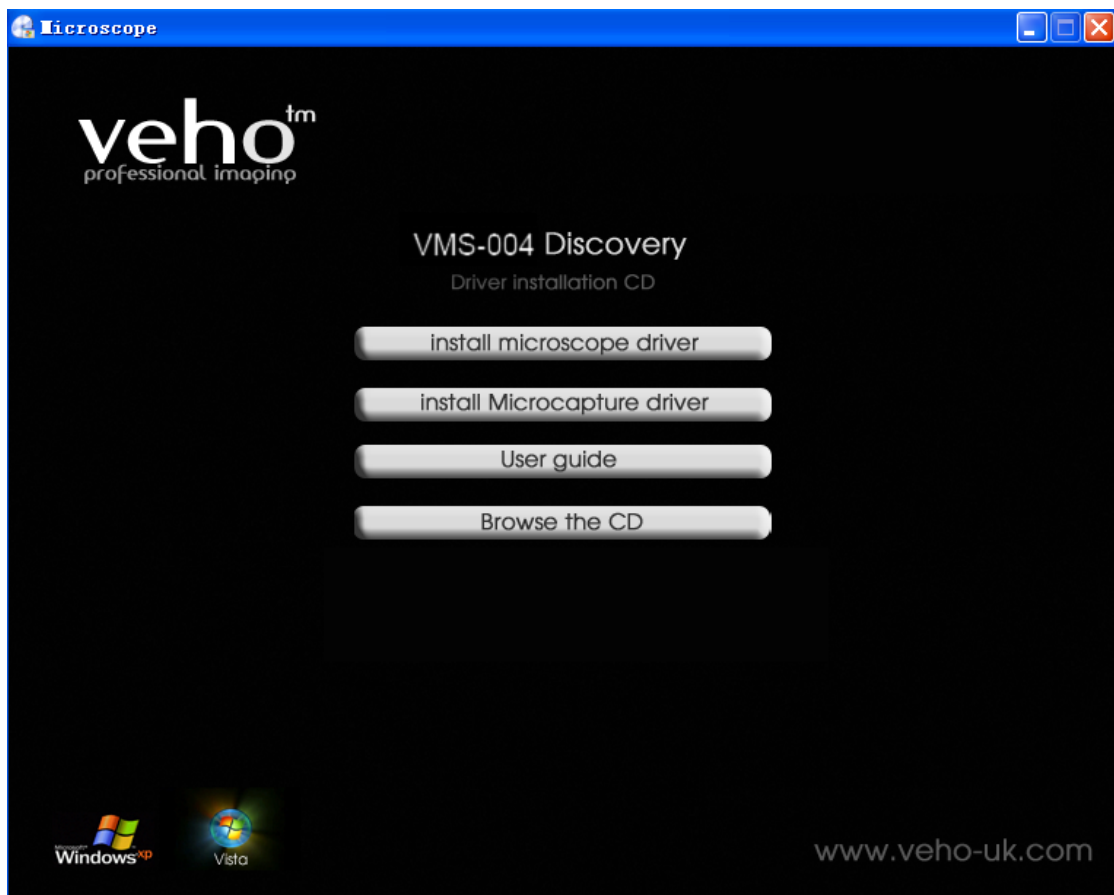 Microscope
veho tm
professional imaging
VMS-004 Discovery
Driver installation CD
install microscope driver
install Microcapture driver
User guide
Browse the CD
Microsoft
Windows xp
Vista
www.veho-uk.com